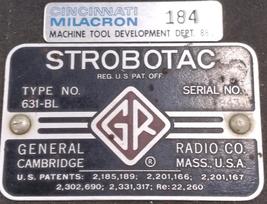 CINCINNATI
MILACRON 184
MACHINE TOOL DEVELOPMENT DEPT. 88
STROBOTAC
REG. U.S. PAT. OFF.
TYPE NO. SERIAL NO.
631-BL
GR
GENERAL RADIO CO.
CAMBRIDGE ® MASS., U.S.A.
U.S. PATENTS: 2,185,189; 2,201,166; 2,201,167
2,302,690; 2,331,317; Re: 22,260